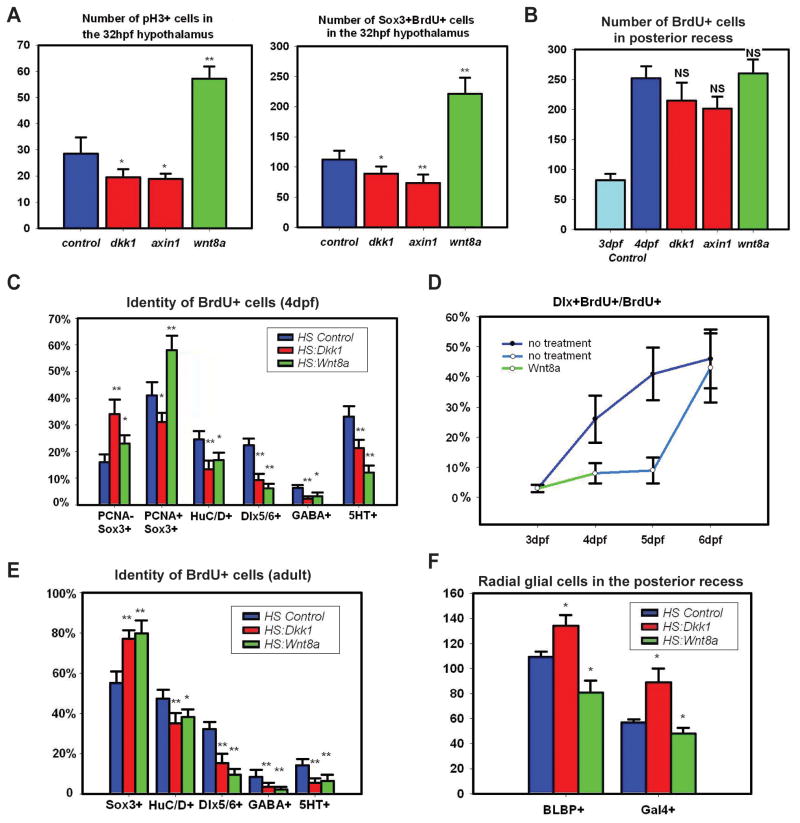 A
Number of pH3+ cells in
the 32hpf hypothalamus
70
60
50
40
30
20
10
0
**
*
*
control dkk1 axin1 wnt8a
Number of Sox3+BrdU+ cells
in the 32hpf hypothalamus
300
250
200
150
100
50
0
**
*
**
control dkk1 axin1 wnt8a
B
Number of BrdU+ cells
in posterior recess
300
250
200
150
100
50
0
NS
NS
NS
3dpf 4dpf dkk1 axin1 wnt8a
Control
C
Identity of BrdU+ cells (4dpf)
70%
60%
50%
40%
30%
20%
10%
0%
HS Control
HS:Dkk1
HS:Wnt8a
** * * ** ** * ** ** ** * ** **
PCNA- PCNA+ HuC/D+ Dlx5/6+ GABA+ 5HT+
Sox3+ Sox3+
D
Dlx+BrdU+/BrdU+
60%
50%
40%
30%
20%
10%
0%
no treatment
no treatment
Wnt8a
3dpf 4dpf 5dpf 6dpf
E
Identity of BrdU+ cells (adult)
100%
80%
60%
40%
20%
0%
HS Control
HS:Dkk1
HS:Wnt8a
** ** ** * ** ** ** ** ** **
Sox3+ HuC/D+ Dlx5/6+ GABA+ 5HT+
F
Radial glial cells in the posterior recess
160
140
120
100
80
60
40
20
0
HS Control
HS:Dkk1
HS:Wnt8a
* * * *
BLBP+ Gal4+